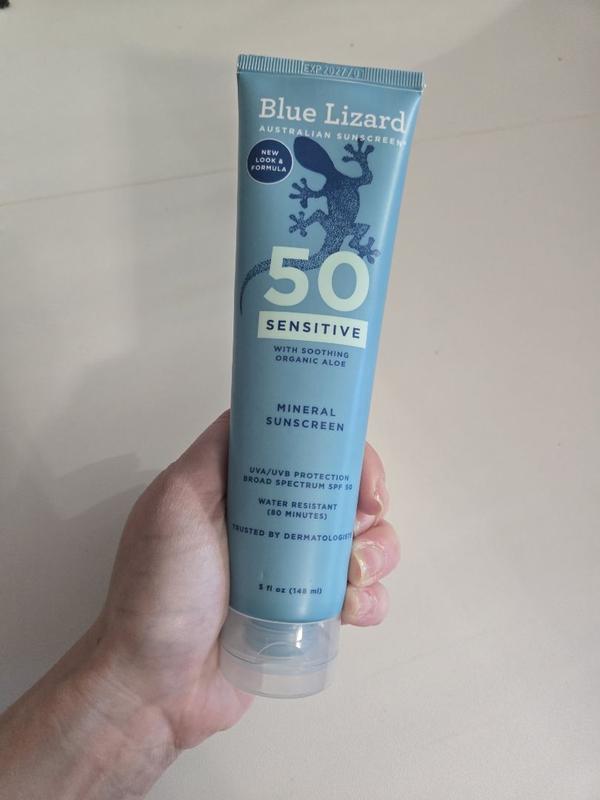 EXP2027/01
Blue Lizard
AUSTRALIAN SUNSCREEN
NEW
LOOK &
FORMULA
50
SENSITIVE
WITH SOOTHING
ORGANIC ALOE
MINERAL
SUNSCREEN
UVA/UVB PROTECTION
BROAD SPECTRUM SPF 50
WATER RESISTANT
(80 MINUTES)
TRUSTED BY DERMATOLOGISTS
5 fl oz (148 ml)